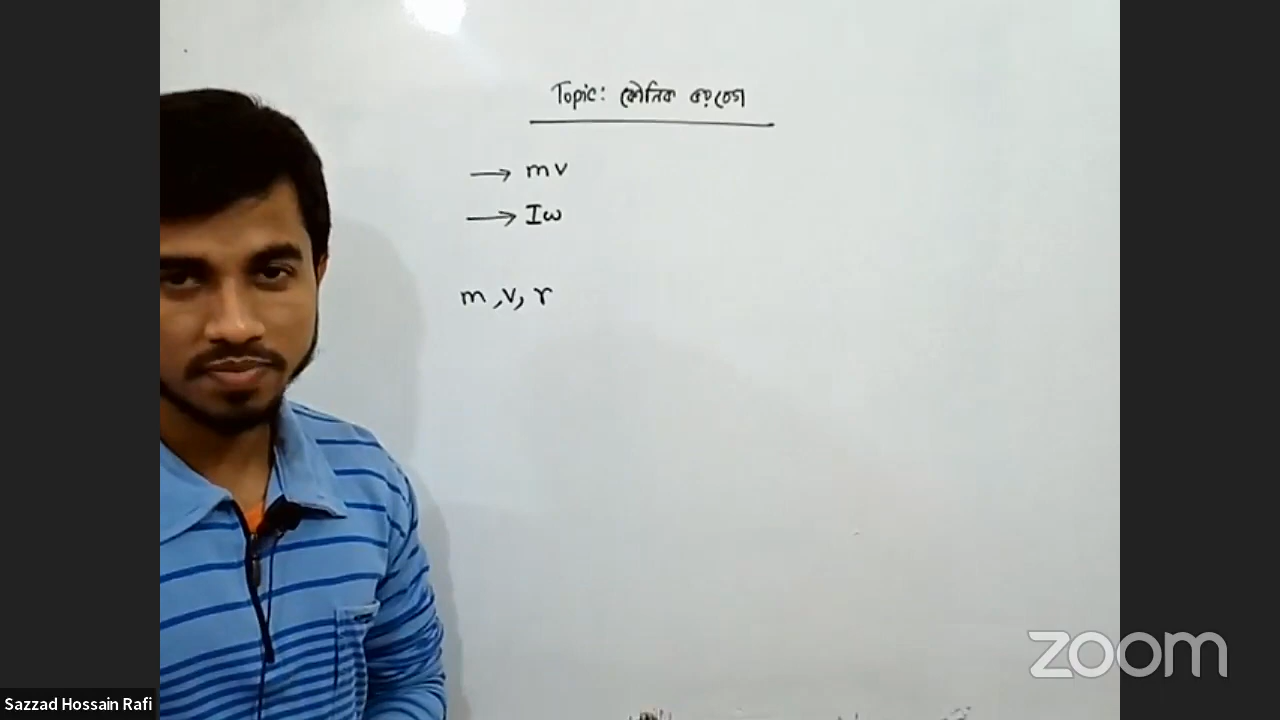 Topic: কৌনিক ভরবেগ
→ mv
→ Iω
m, v, r
zoom
Sazzad Hossain Rafi